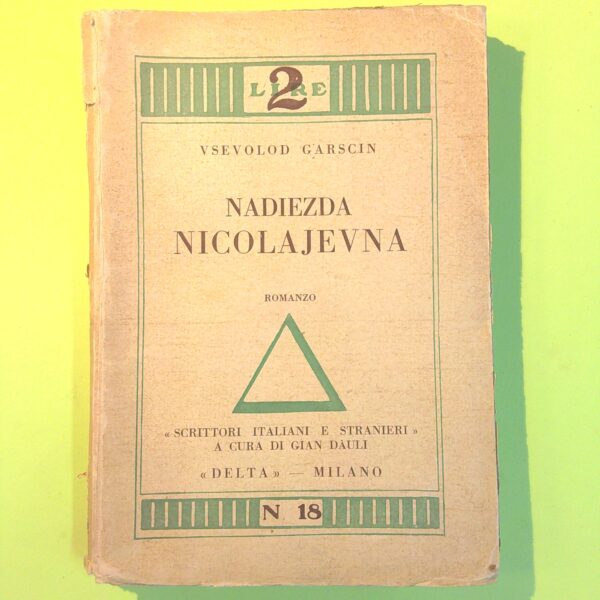 2
LIRE
VSEVOLOD GARSCIN
NADIEZDA
NICOLAJEVNA
ROMANZO
« SCRITTORI ITALIANI E STRANIERI »
A CURA DI GIAN DÀULI
« DELTA » — MILANO
N 18